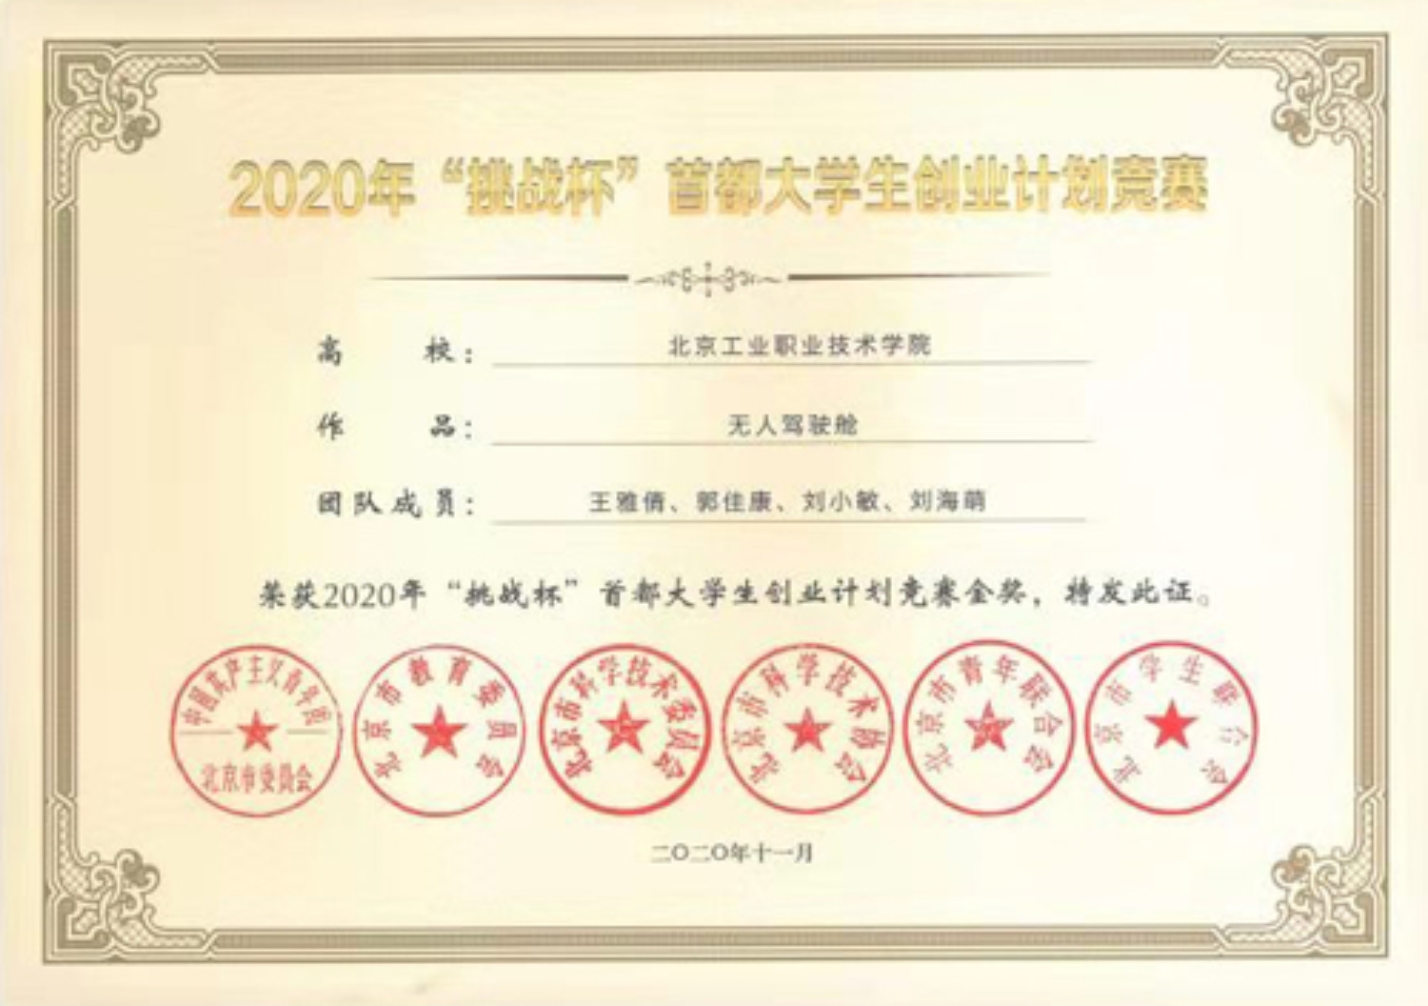 2020年“挑战杯”首都大学生创业计划竞赛
高 校：北京工业职业技术学院
作 品：无人驾驶舱
团队成员：王雅倩、郭佳康、刘小敏、刘海萌
荣获2020年“挑战杯”首都大学生创业计划竞赛金奖，特发此证。
中国共产主义青年团
北京市委员会
北京市教育委员会
北京市科学技术委员会
北京市科学技术协会
北京市青年联合会
北京市学生联合会
二〇二〇年十一月